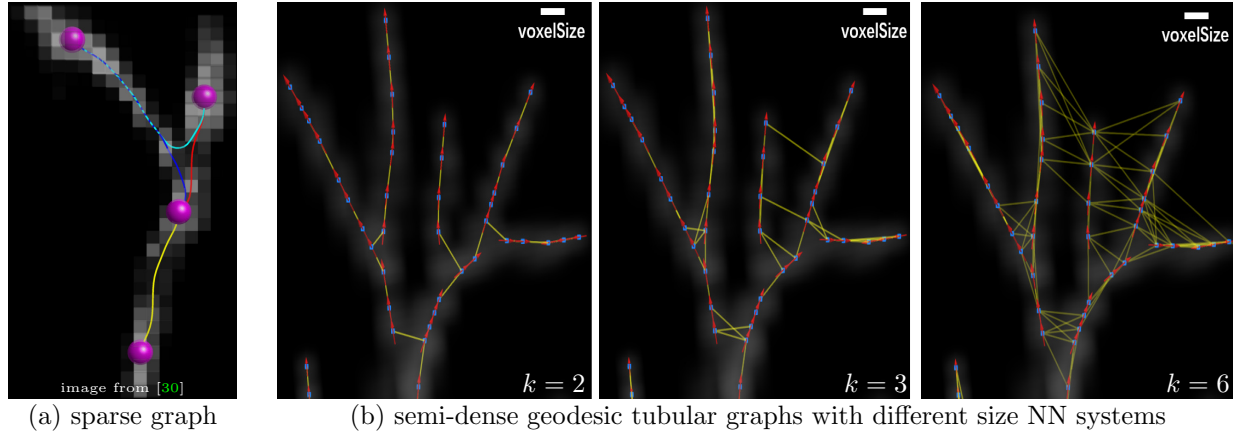 voxelSize
voxelSize
voxelSize
image from [30]
k = 2
k = 3
k = 6
(a) sparse graph
(b) semi-dense geodesic tubular graphs with different size NN systems